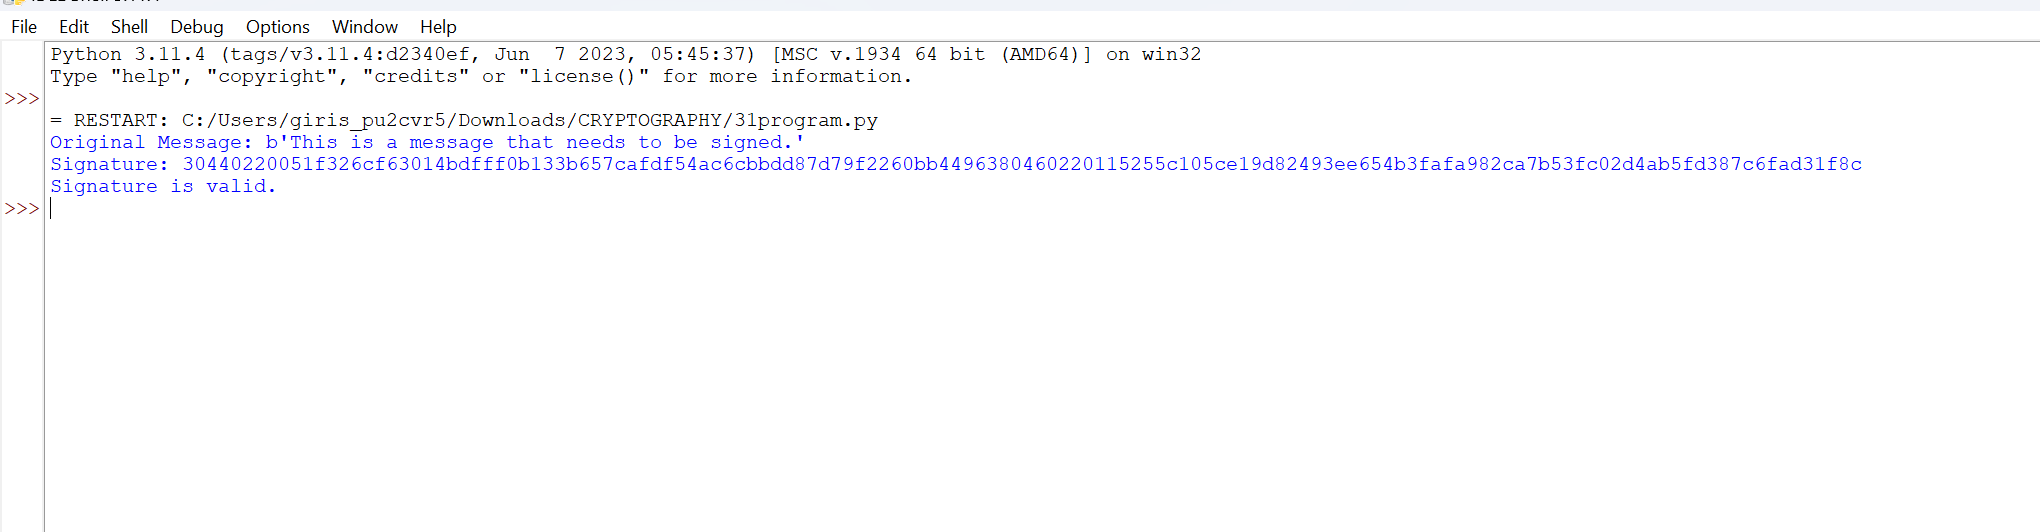 File Edit Shell Debug Options Window Help
Python 3.11.4 (tags/v3.11.4:d2340ef, Jun  7 2023, 05:45:37) [MSC v.1934 64 bit (AMD64)] on win32
Type "help", "copyright", "credits" or "license()" for more information.
>>>
= RESTART: C:/Users/giris_pu2cvr5/Downloads/CRYPTOGRAPHY/31program.py
Original Message: b'This is a message that needs to be signed.'
Signature: 30440220051f326cf63014bdfff0b133b657cafdf54ac6cbbdd87d79f2260bb4496380460220115255c105ce19d82493ee654b3fafa982ca7b53fc02d4ab5fd387c6fad31f8c
Signature is valid.
>>>